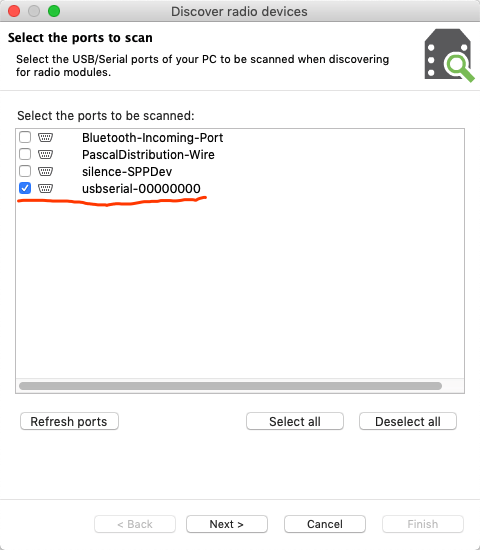 Discover radio devices
Select the ports to scan
Select the USB/Serial ports of your PC to be scanned when discovering
for radio modules.
Select the ports to be scanned:
Bluetooth-Incoming-Port
PascalDistribution-Wire
silence-SPPDev
usbserial-00000000
Refresh ports
Select all
Deselect all
< Back
Next >
Cancel
Finish